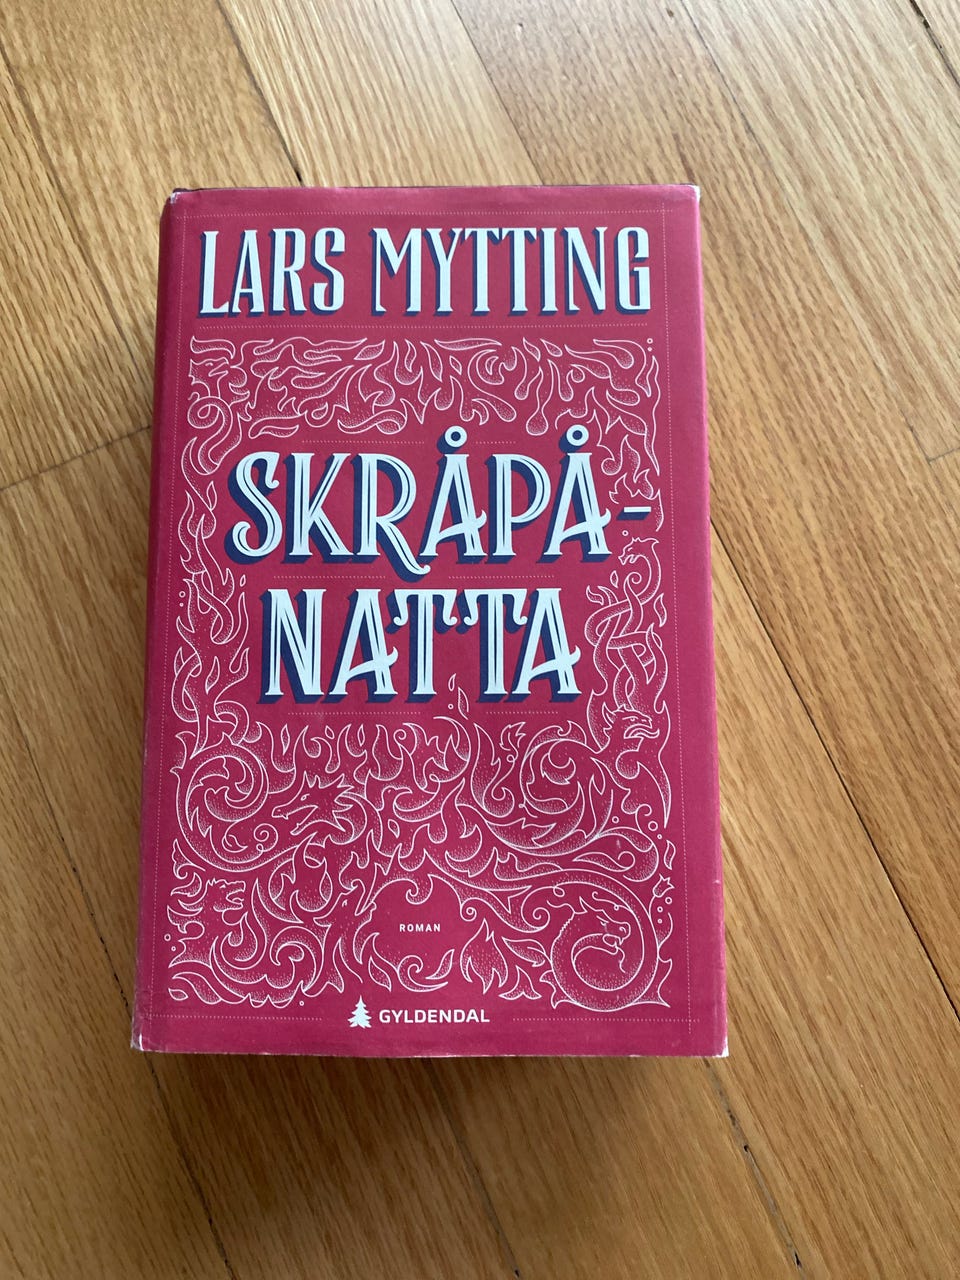 LARS MYTTING
SKRÅPÅ-
NATTA
ROMAN
GYLDENDAL